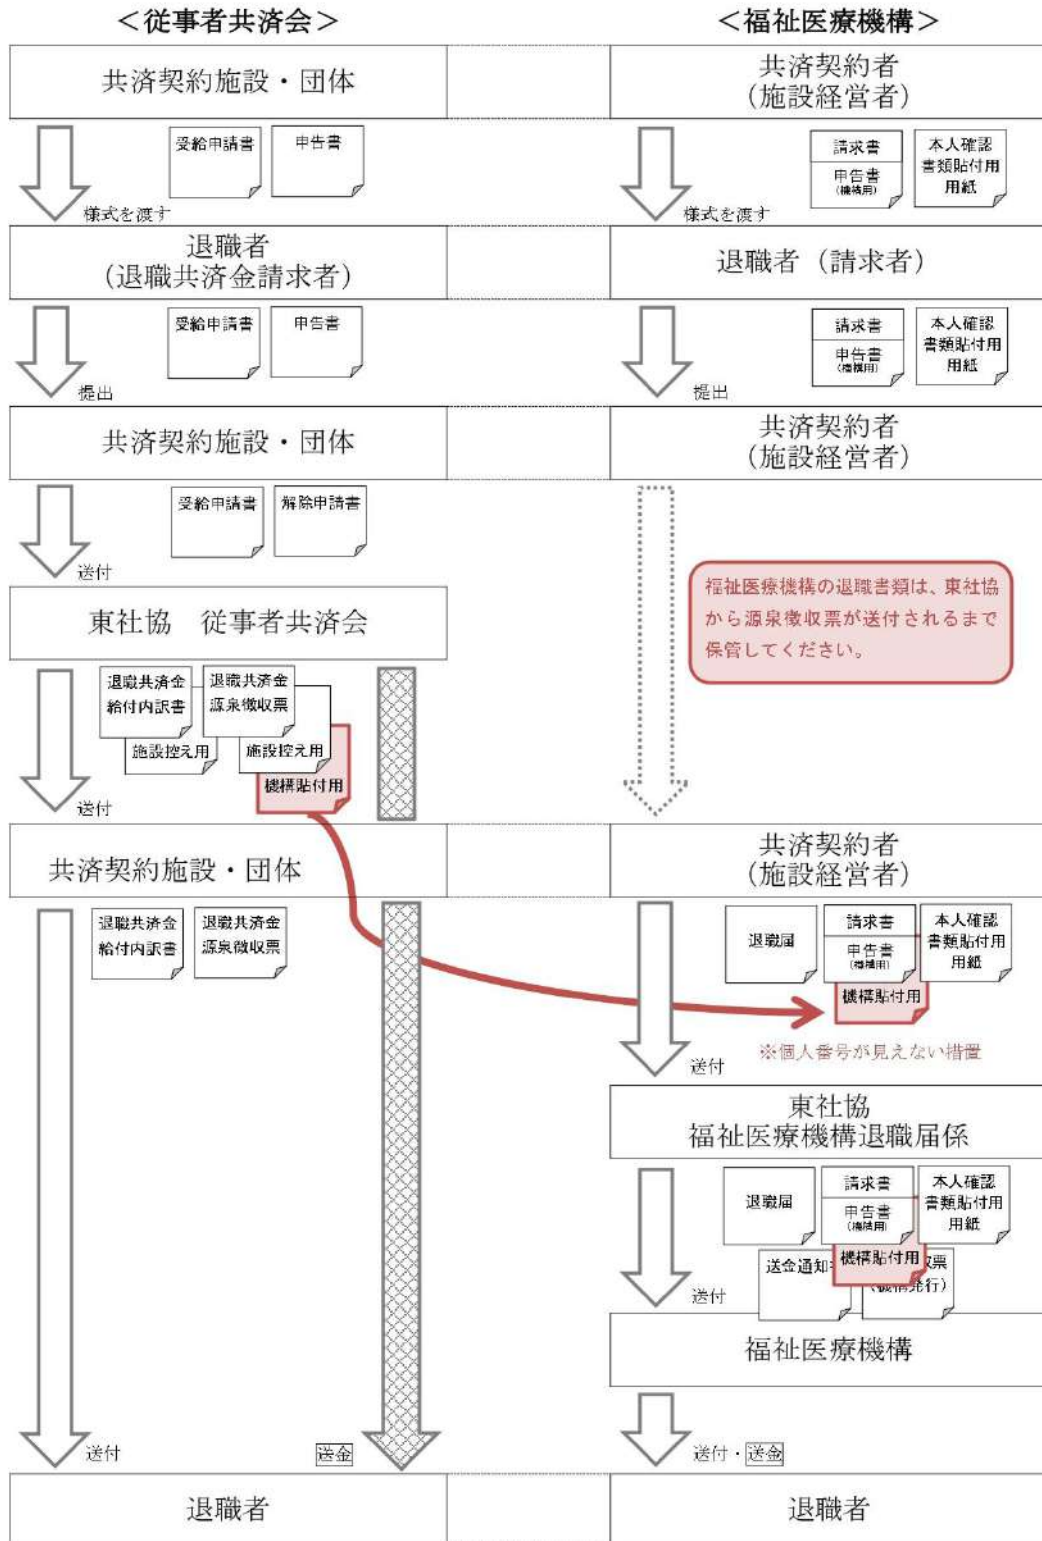 ＜従事者共済会＞
＜福祉医療機構＞
共済契約施設・団体
共済契約者
（施設経営者）
受給申請書
申告書
様式を渡す
請求書
申告書
（機構用）
本人確認
書類貼付用
用紙
様式を渡す
退職者
（退職共済金請求者）
退職者（請求者）
受給申請書
申告書
提出
請求書
申告書
（機構用）
本人確認
書類貼付用
用紙
提出
共済契約施設・団体
共済契約者
（施設経営者）
受給申請書
解除申請書
送付
福祉医療機構の退職書類は、東社協
から源泉徴収票が送付されるまで
保管してください。
東社協　従事者共済会
退職共済金
給付内訳書
施設控え用
退職共済金
源泉徴収票
施設控え用
機構貼付用
送付
共済契約施設・団体
共済契約者
（施設経営者）
退職共済金
給付内訳書
退職共済金
源泉徴収票
退職届
請求書
申告書
（機構用）
機構貼付用
本人確認
書類貼付用
用紙
※個人番号が見えない措置
送付
東社協
福祉医療機構退職届係
退職届
請求書
申告書
（機構用）
機構貼付用
本人確認
書類貼付用
用紙
送付
送金通知
票
（機構発行）
福祉医療機構
送付
送金
送付・送金
退職者
退職者